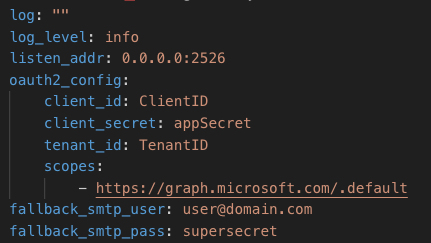 log: ""
log_level: info
listen_addr: 0.0.0.0:2526
oauth2_config:
    client_id: ClientID
    client_secret: appSecret
    tenant_id: TenantID
    scopes:
        - https://graph.microsoft.com/.default
fallback_smtp_user: user@domain.com
fallback_smtp_pass: supersecret